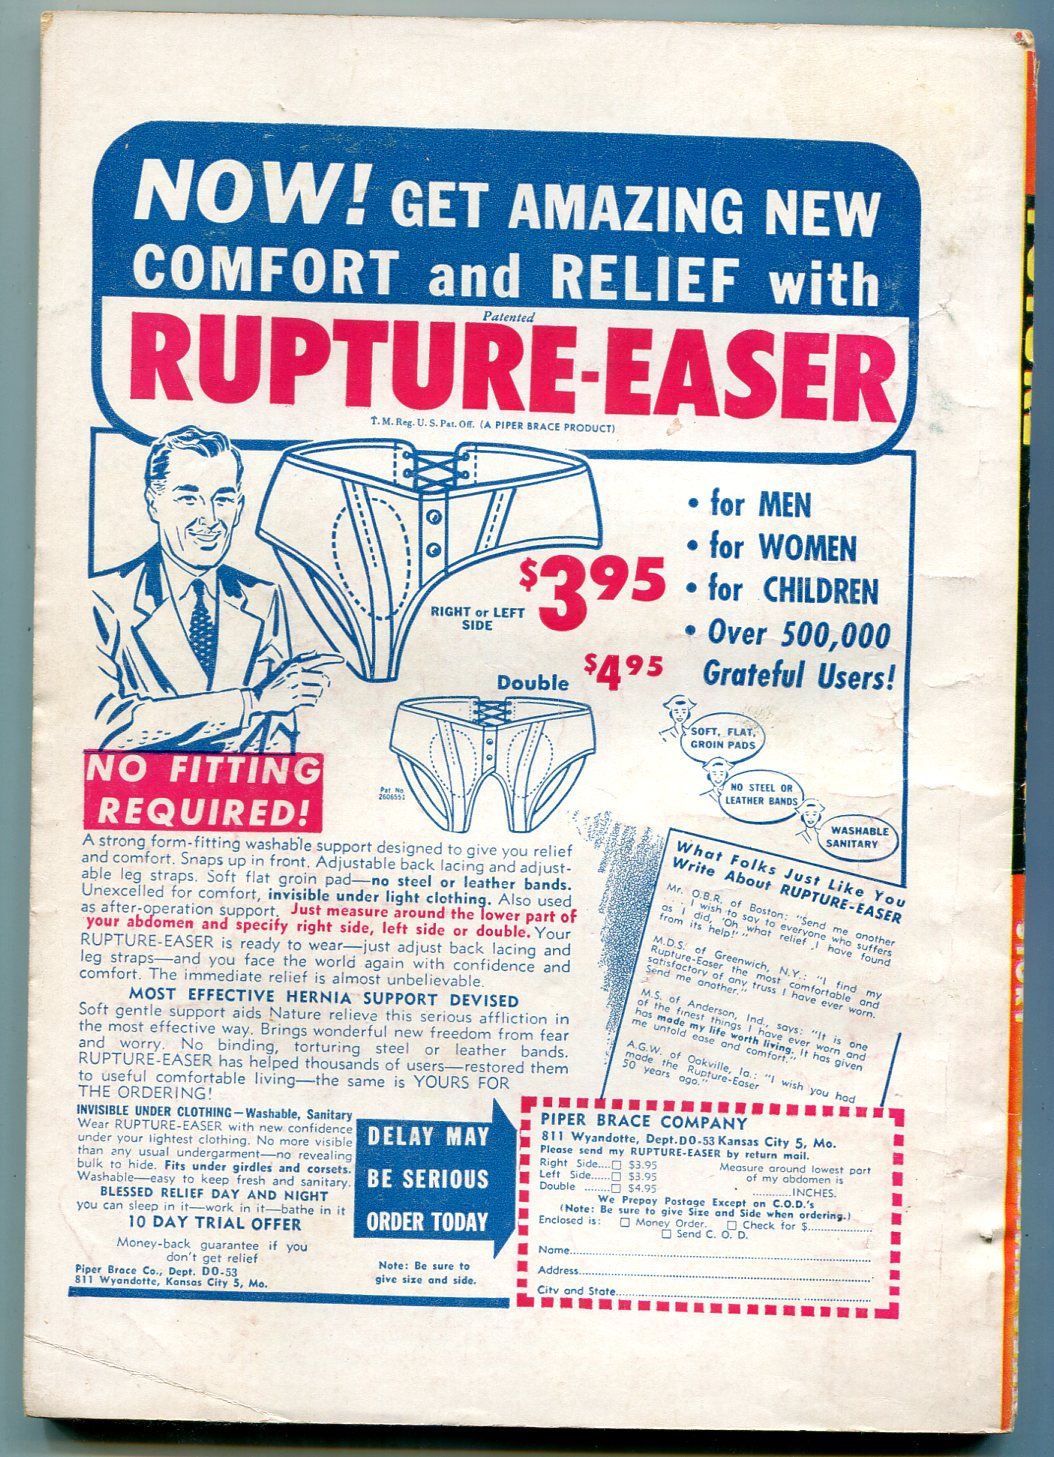 NOW! GET AMAZING NEW
COMFORT and RELIEF with
Patented
RUPTURE-EASER
T.M. Reg. U.S. Pat. Off. (A PIPER BRACE PRODUCT)
• for MEN
• for WOMEN
• for CHILDREN
• Over 500,000
Grateful Users!
RIGHT or LEFT
SIDE
$3.95
Double $4.95
Pat. No.
2606551
SOFT, FLAT,
GROIN PADS
NO STEEL OR
LEATHER BANDS
WASHABLE
SANITARY
NO FITTING
REQUIRED!
A strong form-fitting washable support designed to give you relief
and comfort. Snaps up in front. Adjustable back lacing and adjust-
able leg straps. Soft flat groin pad—no steel or leather bands.
Unexcelled for comfort, invisible under light clothing. Also used
as after-operation support. Just measure around the lower part of
your abdomen and specify right side, left side or double. Your
RUPTURE-EASER is ready to wear—just adjust back lacing and
leg straps—and you face the world again with confidence and
comfort. The immediate relief is almost unbelievable.
MOST EFFECTIVE HERNIA SUPPORT DEVISED
Soft gentle support aids Nature relieve this serious affliction in
the most effective way. Brings wonderful new freedom from fear
and worry. No binding, torturing steel or leather bands.
RUPTURE-EASER has helped thousands of users—restored them
to useful comfortable living—the same is YOURS FOR
THE ORDERING!
INVISIBLE UNDER CLOTHING—Washable, Sanitary
Wear RUPTURE-EASER with new confidence
under your lightest clothing. No more visible
than any usual undergarment—no revealing
bulk to hide. Fits under girdles and corsets.
Washable—easy to keep fresh and sanitary.
BLESSED RELIEF DAY AND NIGHT
you can sleep in it—work in it—bathe in it
10 DAY TRIAL OFFER
Money-back guarantee if you
don't get relief
Piper Brace Co., Dept. DO-53
811 Wyandotte, Kansas City 5, Mo.
DELAY MAY
BE SERIOUS
ORDER TODAY
Note: Be sure to
give size and side.
What Folks Just Like You
Write About RUPTURE-EASER
Mr. O.B.R. of Boston: "Send me another
. . I wish to say to everyone who suffers
as I did, 'Oh what relief I have found
from its help!'"
M.D.S. of Greenwich, N.Y.: "I find my
Rupture-Easer the most comfortable and
satisfactory of any truss I have ever worn.
Send me another."
M.S. of Anderson, Ind., says: "It is one
of the finest things I have ever worn and
has made my life worth living. It has given
me untold ease and comfort."
A.G.W. of Oakville, Ia.: "I wish you had
made the Rupture-Easer
50 years ago."
PIPER BRACE COMPANY
811 Wyandotte, Dept. DO-53 Kansas City 5, Mo.
Please send my RUPTURE-EASER by return mail.
Right Side....□ $3.95
Left Side.....□ $3.95
Double ........□ $4.95
Measure around lowest part
of my abdomen is
............INCHES.
We Prepay Postage Except on C.O.D.'s
(Note: Be sure to give Size and Side when ordering.)
Enclosed is: □ Money Order. □ Check for $..............
□ Send C. O. D.
Name..............................
Address..............................
City and State..............................